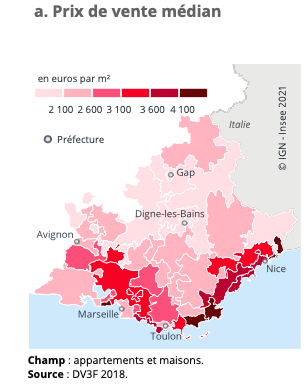 a. Prix de vente médian
en euros par m²
2 100 2 600 3 100 3 600 4 100
Préfecture
Italie
© IGN - Insee 2021
Gap
Digne-les-Bains
Avignon
Nice
Marseille
Toulon
Champ : appartements et maisons.
Source : DV3F 2018.